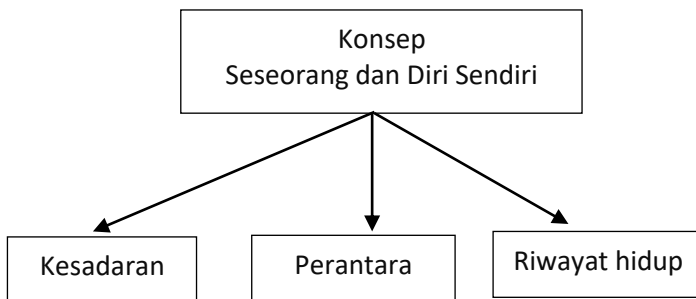 Konsep
Seseorang dan Diri Sendiri
Kesadaran
Perantara
Riwayat hidup